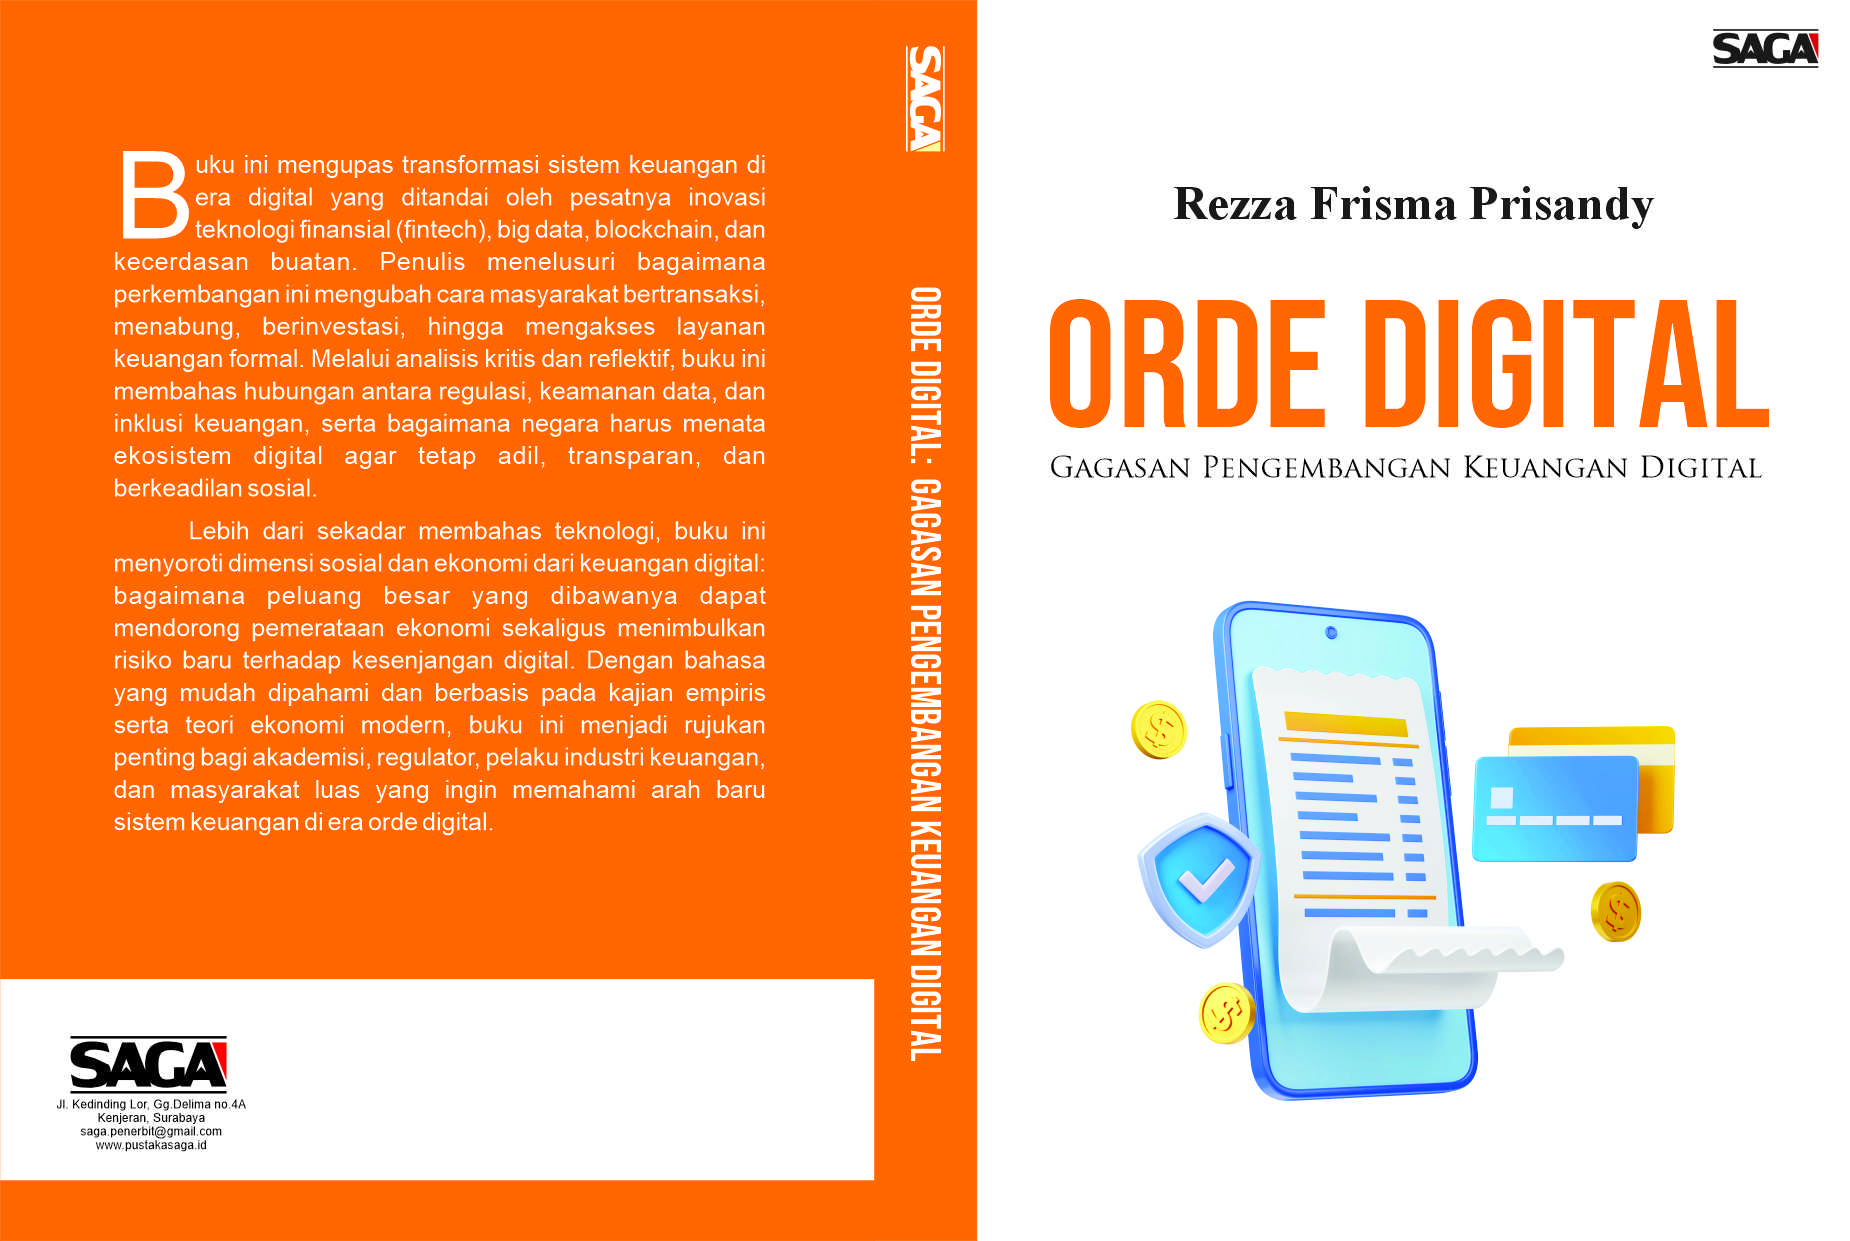 Buku ini mengupas transformasi sistem keuangan di
era digital yang ditandai oleh pesatnya inovasi
teknologi finansial (fintech), big data, blockchain, dan
kecerdasan buatan. Penulis menelusuri bagaimana
perkembangan ini mengubah cara masyarakat bertransaksi,
menabung, berinvestasi, hingga mengakses layanan
keuangan formal. Melalui analisis kritis dan reflektif, buku ini
membahas hubungan antara regulasi, keamanan data, dan
inklusi keuangan, serta bagaimana negara harus menata
ekosistem digital agar tetap adil, transparan, dan
berkeadilan sosial.
Lebih dari sekadar membahas teknologi, buku ini
menyoroti dimensi sosial dan ekonomi dari keuangan digital:
bagaimana peluang besar yang dibawanya dapat
mendorong pemerataan ekonomi sekaligus menimbulkan
risiko baru terhadap kesenjangan digital. Dengan bahasa
yang mudah dipahami dan berbasis pada kajian empiris
serta teori ekonomi modern, buku ini menjadi rujukan
penting bagi akademisi, regulator, pelaku industri keuangan,
dan masyarakat luas yang ingin memahami arah baru
sistem keuangan di era orde digital.
SAGA
Jl. Kedinding Lor, Gg.Delima no.4A
Kenjeran, Surabaya
saga.penerbit@gmail.com
www.pustakasaga.id
SAGA
ORDE DIGITAL: GAGASAN PENGEMBANGAN KEUANGAN DIGITAL
SAGA
Rezza Frisma Prisandy
ORDE DIGITAL
GAGASAN PENGEMBANGAN KEUANGAN DIGITAL
$
$
$